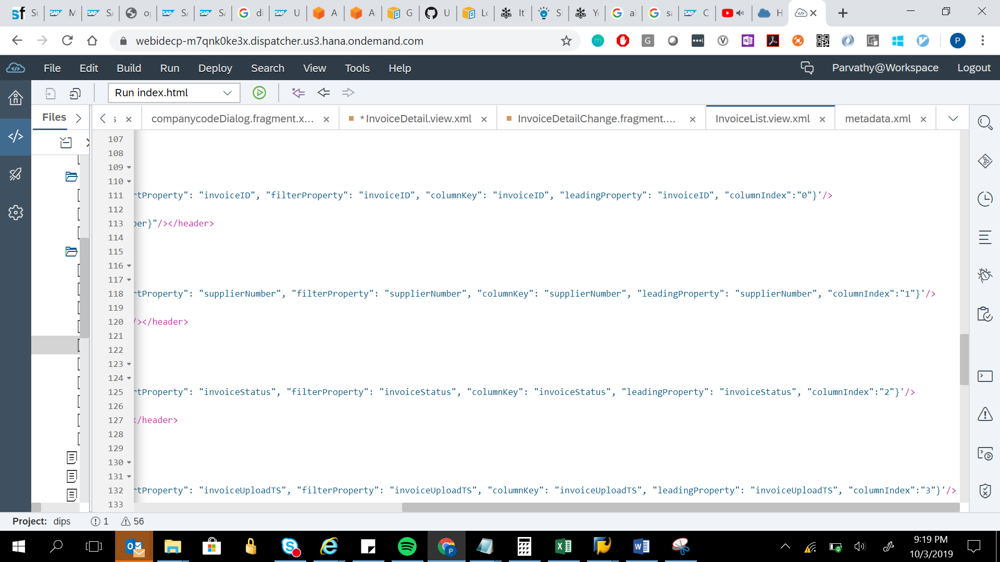 webidecp-m7qnk0ke3x.dispatcher.us3.hana.ondemand.com
File Edit Build Run Deploy Search View Tools Help Parvathy@Workspace Logout
Run index.html
Files
s companycodeDialog.fragment.x... *InvoiceDetail.view.xml InvoiceDetailChange.fragment.... InvoiceList.view.xml metadata.xml
107
108
109
110
111 rtProperty": "invoiceID", "filterProperty": "invoiceID", "columnKey": "invoiceID", "leadingProperty": "invoiceID", "columnIndex":"0"}'/>
112
113 ber}"/></header>
114
115
116
117
118 rtProperty": "supplierNumber", "filterProperty": "supplierNumber", "columnKey": "supplierNumber", "leadingProperty": "supplierNumber", "columnIndex":"1"}'/>
119
120 /></header>
121
122
123
124
125 rtProperty": "invoiceStatus", "filterProperty": "invoiceStatus", "columnKey": "invoiceStatus", "leadingProperty": "invoiceStatus", "columnIndex":"2"}'/>
126
127 </header>
128
129
130
131
132 rtProperty": "invoiceUploadTS", "filterProperty": "invoiceUploadTS", "columnKey": "invoiceUploadTS", "leadingProperty": "invoiceUploadTS", "columnIndex":"3"}'/>
133
Project: dips 1 56
9:19 PM
10/3/2019